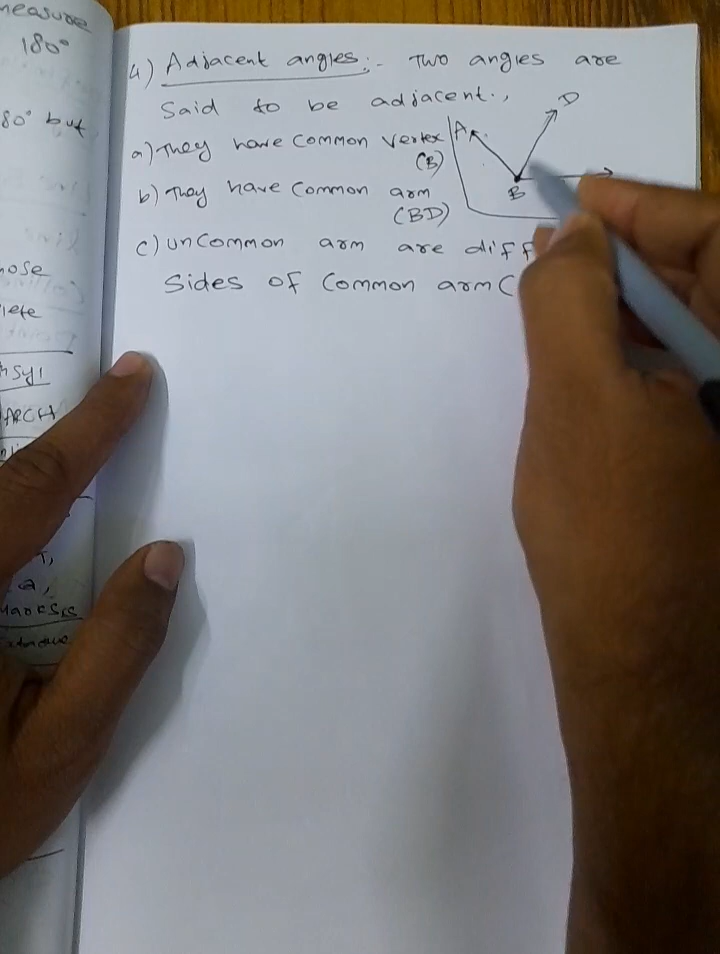 measure
180°
80° but
4) Adjacent angles :- Two angles are
said to be adjacent.,
a) They have common vertex
(B)
b) They have common arm
(BD)
c) uncommon arm are diff
sides of common arm (
A
D
B
ARCH